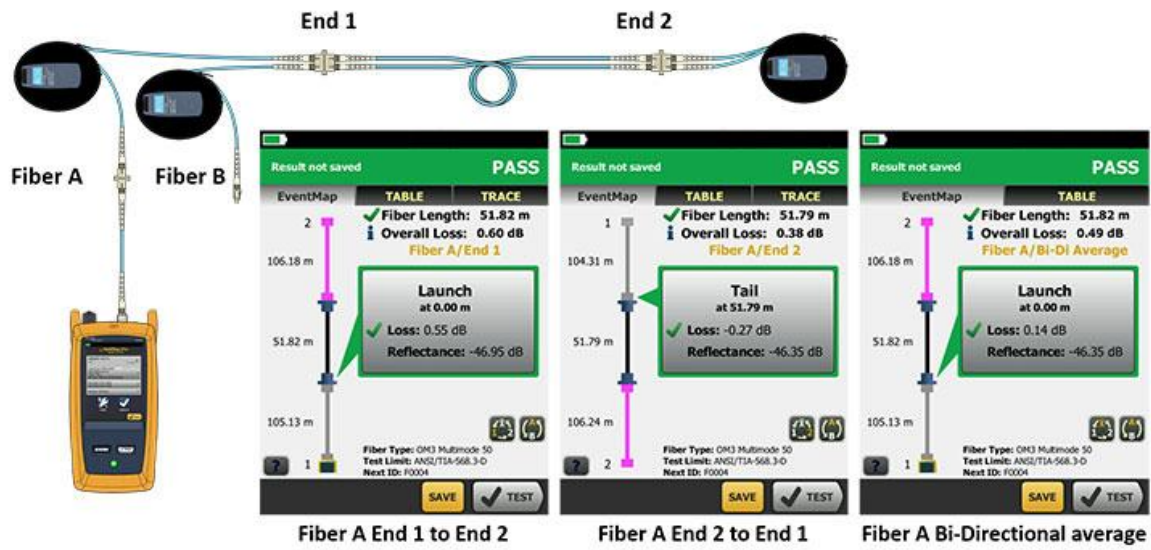 End 1
End 2
Fiber A
Fiber B
Result not saved
PASS
EventMap
TABLE
TRACE
2
Fiber Length: 51.82 m
Overall Loss: 0.60 dB
Fiber A/End 1
106.18 m
Launch
at 0.00 m
Loss: 0.55 dB
Reflectance: -46.95 dB
51.82 m
105.13 m
Fiber Type: OM3 Multimode 50
Test Limit: ANSI/TIA-568.3-D
Next ID: F0004
?
1
SAVE
TEST
Fiber A End 1 to End 2
Result not saved
PASS
EventMap
TABLE
TRACE
1
Fiber Length: 51.79 m
Overall Loss: 0.38 dB
Fiber A/End 2
104.31 m
Tail
at 51.79 m
Loss: -0.27 dB
Reflectance: -46.35 dB
51.79 m
106.24 m
Fiber Type: OM3 Multimode 50
Test Limit: ANSI/TIA-568.3-D
Next ID: F0004
?
2
SAVE
TEST
Fiber A End 2 to End 1
Result not saved
PASS
EventMap
TABLE
2
Fiber Length: 51.82 m
Overall Loss: 0.49 dB
Fiber A/Bi-Di Average
106.18 m
Launch
at 0.00 m
Loss: 0.14 dB
Reflectance: -46.35 dB
51.82 m
105.13 m
Fiber Type: OM3 Multimode 50
Test Limit: ANSI/TIA-568.3-D
Next ID: F0004
?
1
SAVE
TEST
Fiber A Bi-Directional average